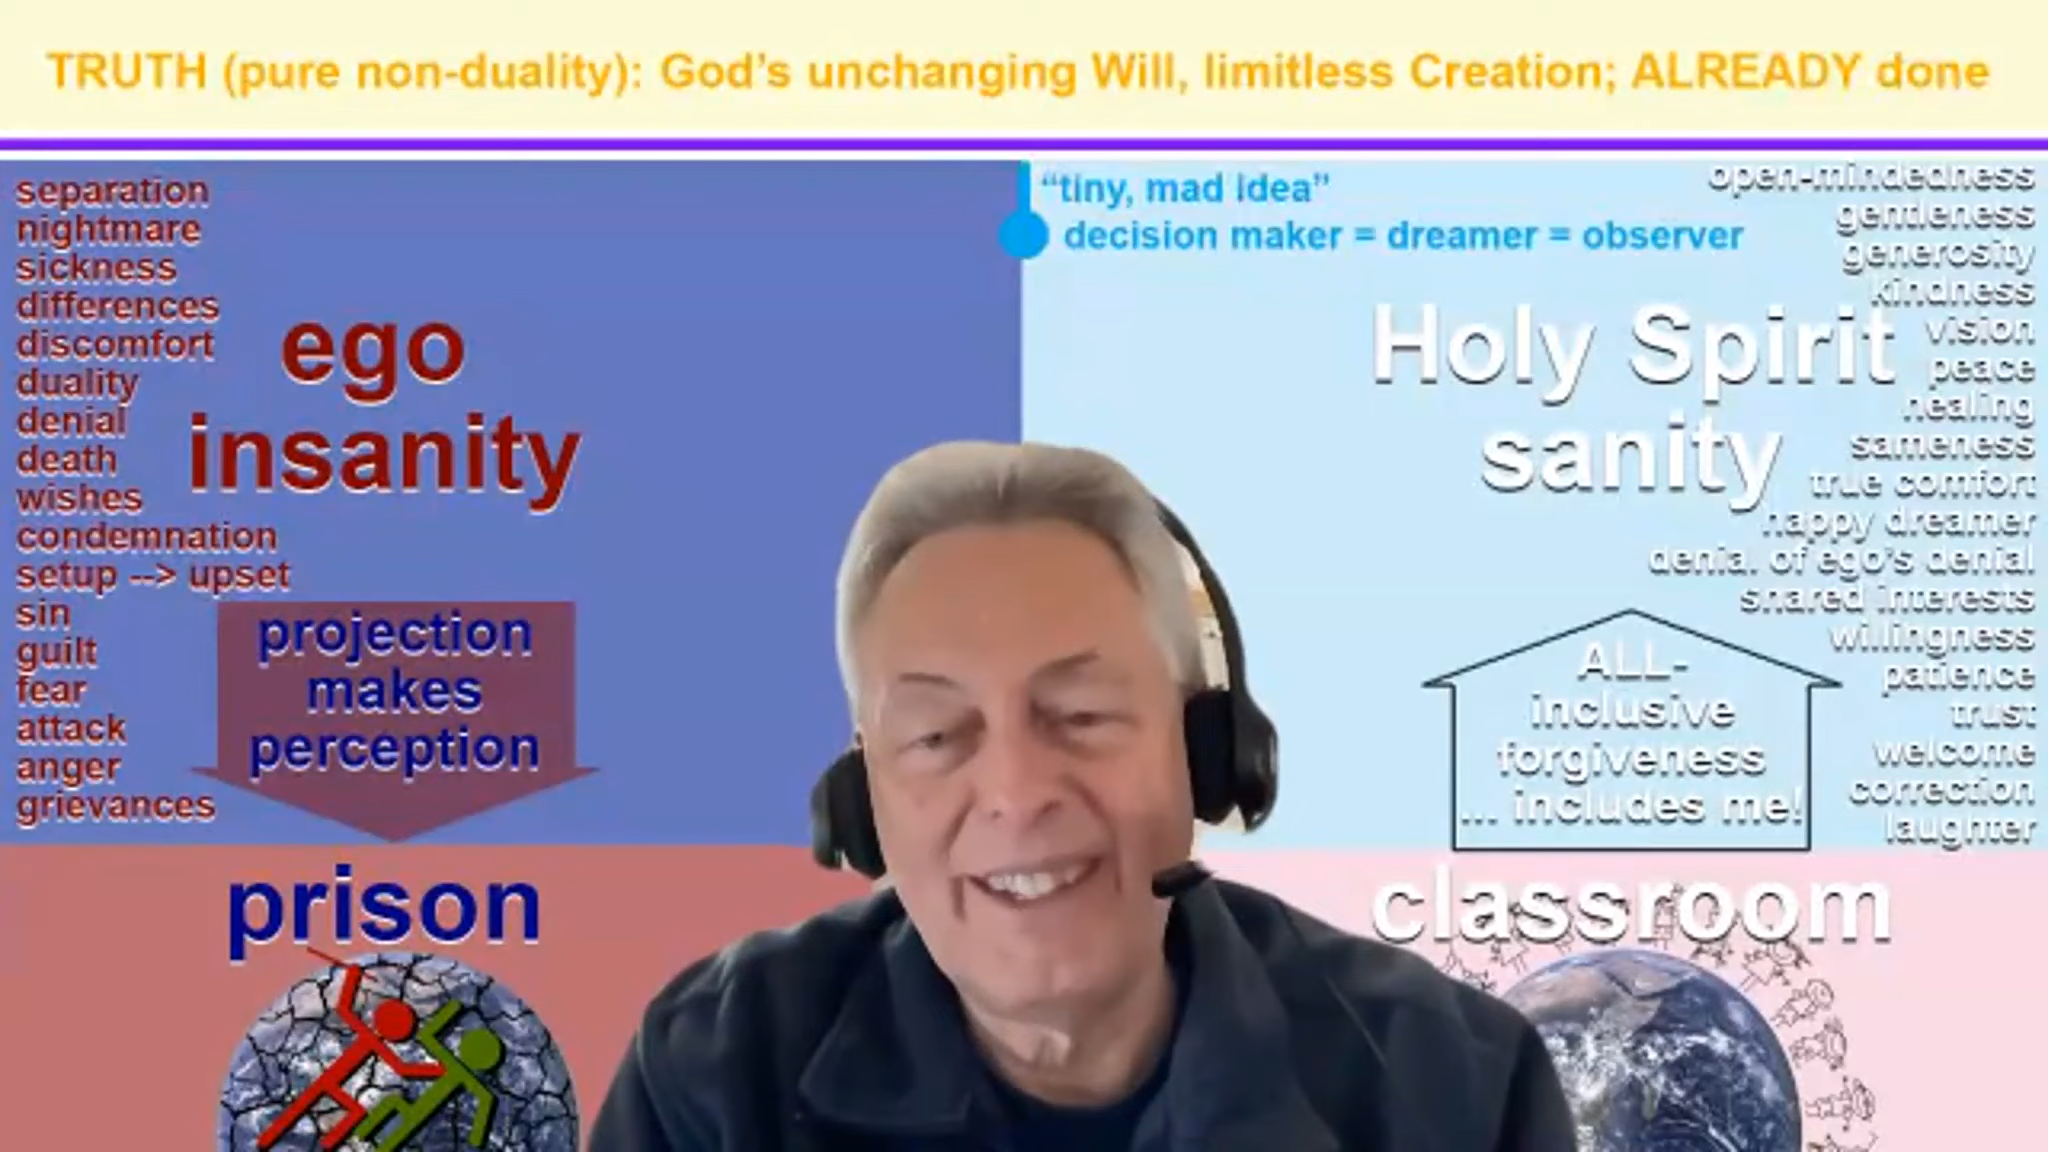 TRUTH (pure non-duality): God's unchanging Will, limitless Creation; ALREADY done
"tiny, mad idea"
decision maker = dreamer = observer
separation
nightmare
sickness
differences
discomfort
duality
denial
death
wishes
condemnation
setup --> upset
sin
guilt
fear
attack
anger
grievances
ego
insanity
projection
makes
perception
prison
open-mindedness
gentleness
generosity
kindness
vision
peace
healing
sameness
true comfort
happy dreamer
denial of ego's denial
shared interests
willingness
patience
trust
welcome
correction
laughter
Holy Spirit
sanity
ALL-
inclusive
forgiveness
... includes me!
classroom